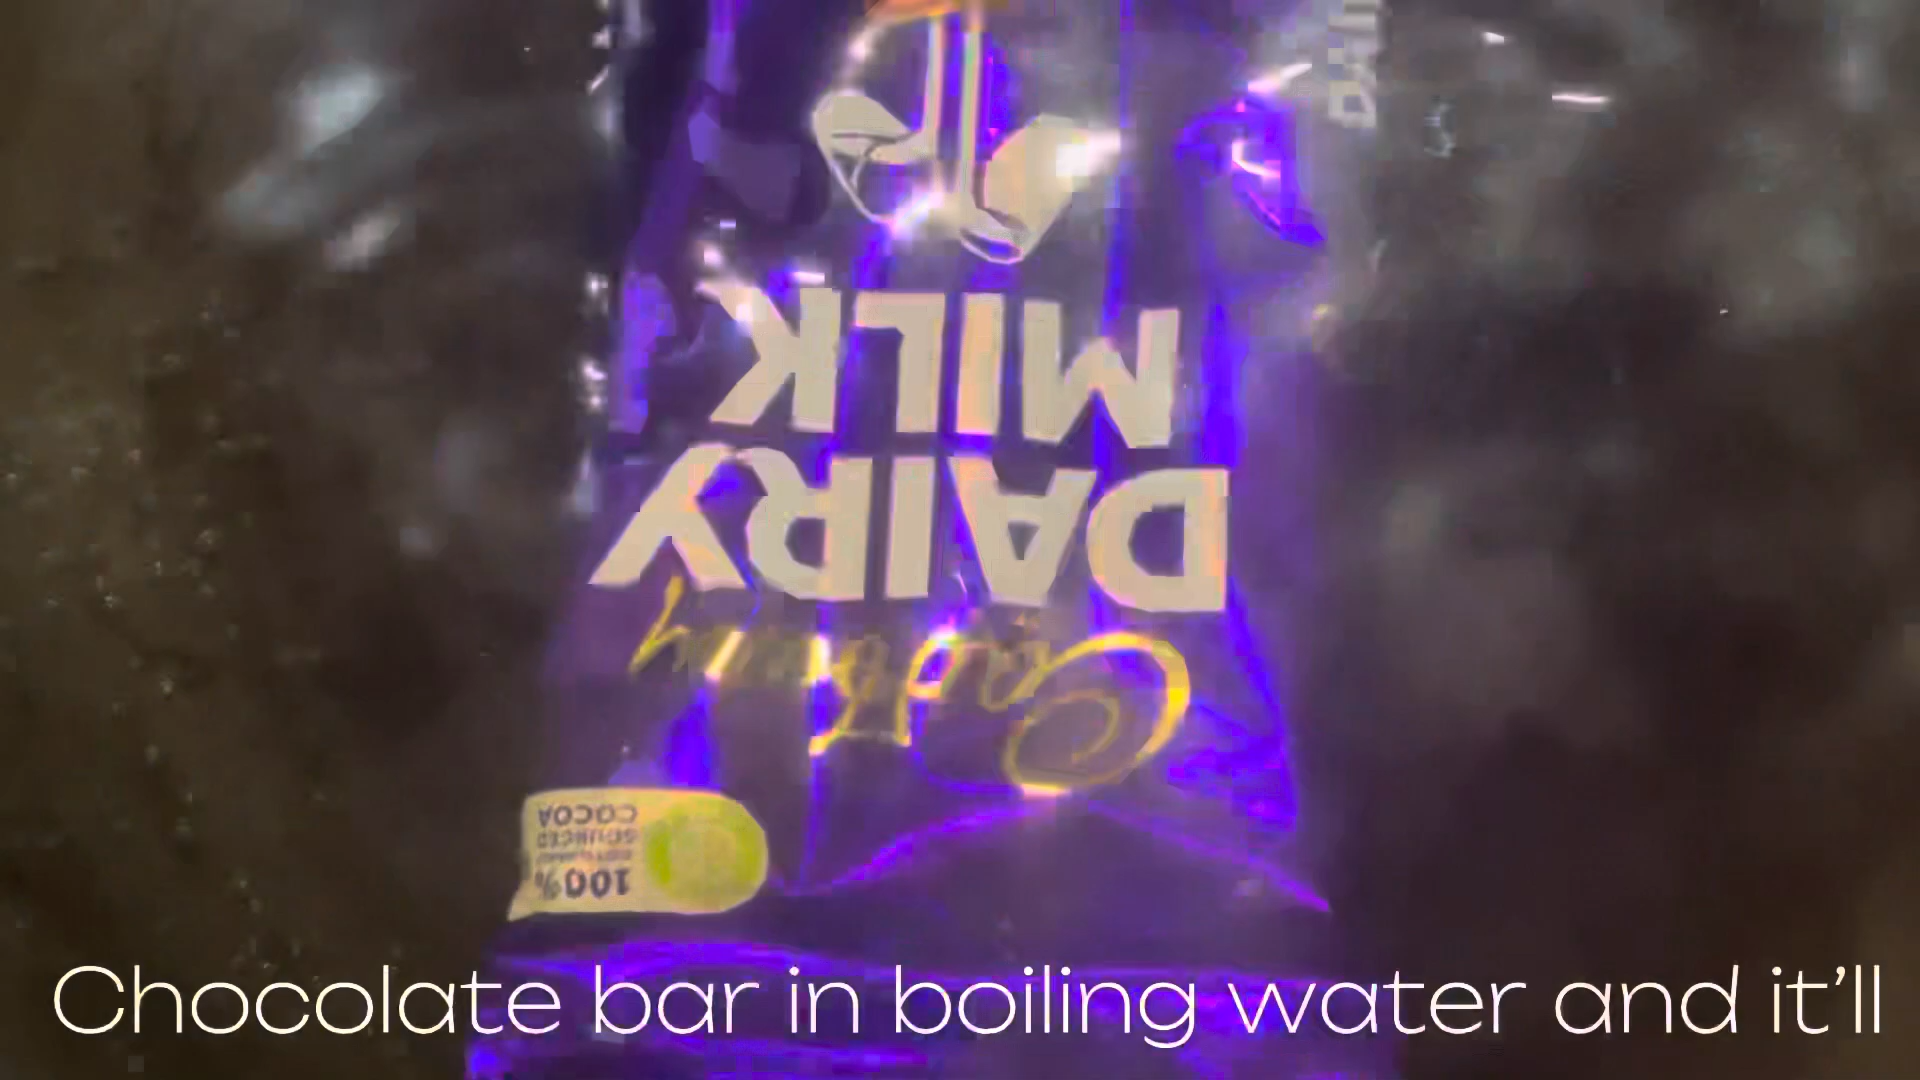 100%
SOURCED
COCOA
Cadbury
DAIRY
MILK
Chocolate bar in boiling water and it'll